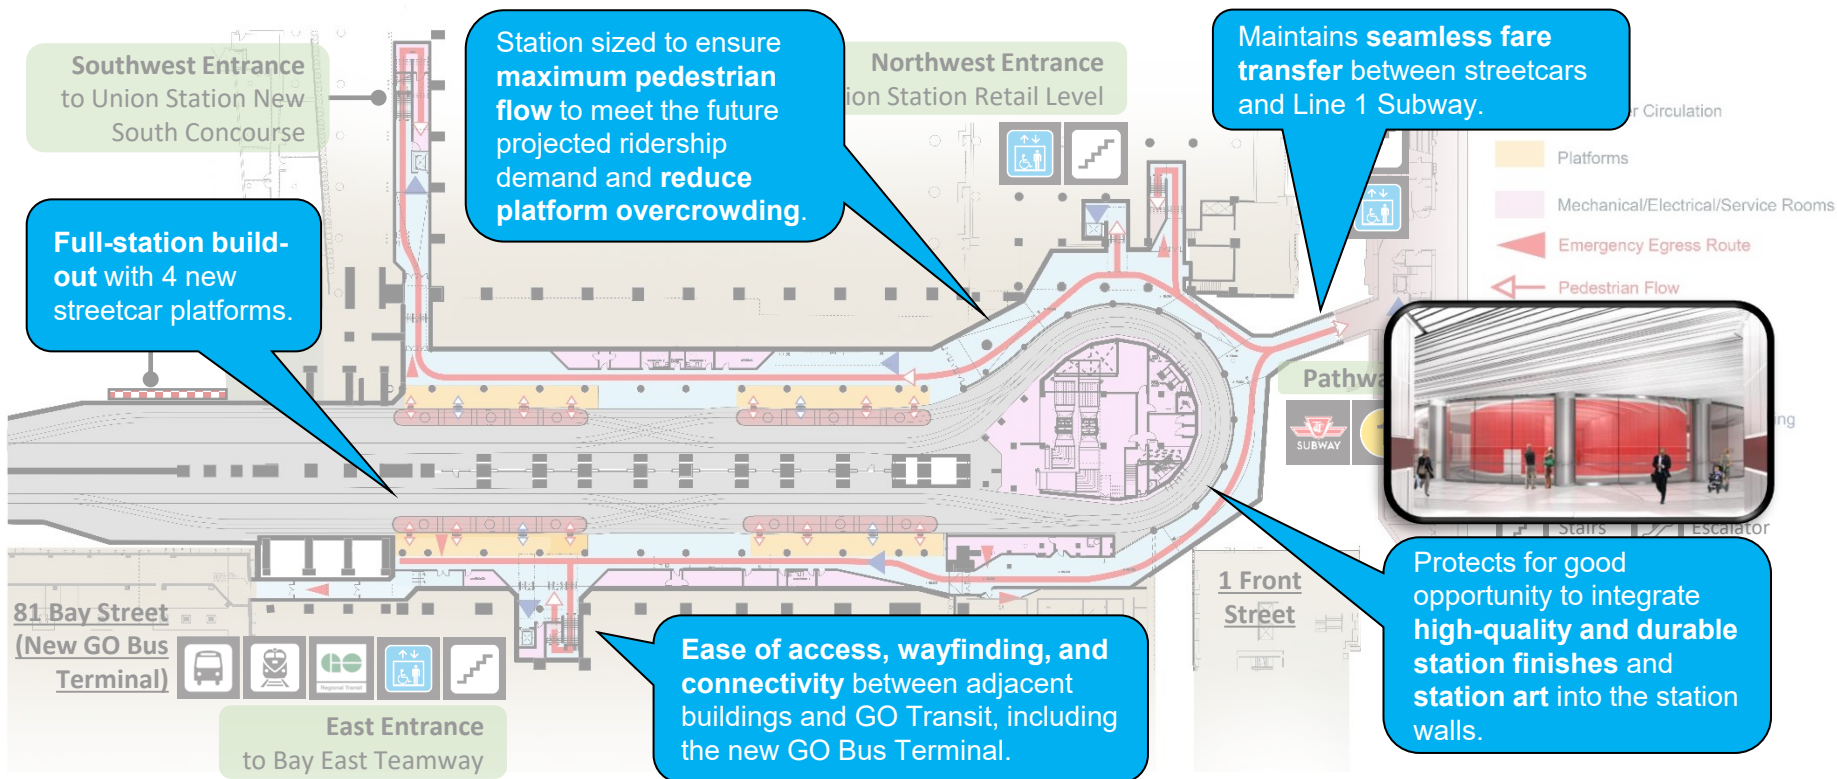 Southwest Entrance
to Union Station New
South Concourse
Station sized to ensure
maximum pedestrian
flow to meet the future
projected ridership
demand and reduce
platform overcrowding.
Northwest Entrance
Station Retail Level
Maintains seamless fare
transfer between streetcars
and Line 1 Subway.
Circulation
Platforms
Mechanical/Electrical/Service Rooms
Emergency Egress Route
Pedestrian Flow
Full-station build-
out with 4 new
streetcar platforms.
SUBWAY
1 Front
Street
Stairs
Escalator
81 Bay Street
(New GO Bus
Terminal)
GO
Regional Transit
East Entrance
to Bay East Teamway
Ease of access, wayfinding, and
connectivity between adjacent
buildings and GO Transit, including
the new GO Bus Terminal.
Protects for good
opportunity to integrate
high-quality and durable
station finishes and
station art into the station
walls.